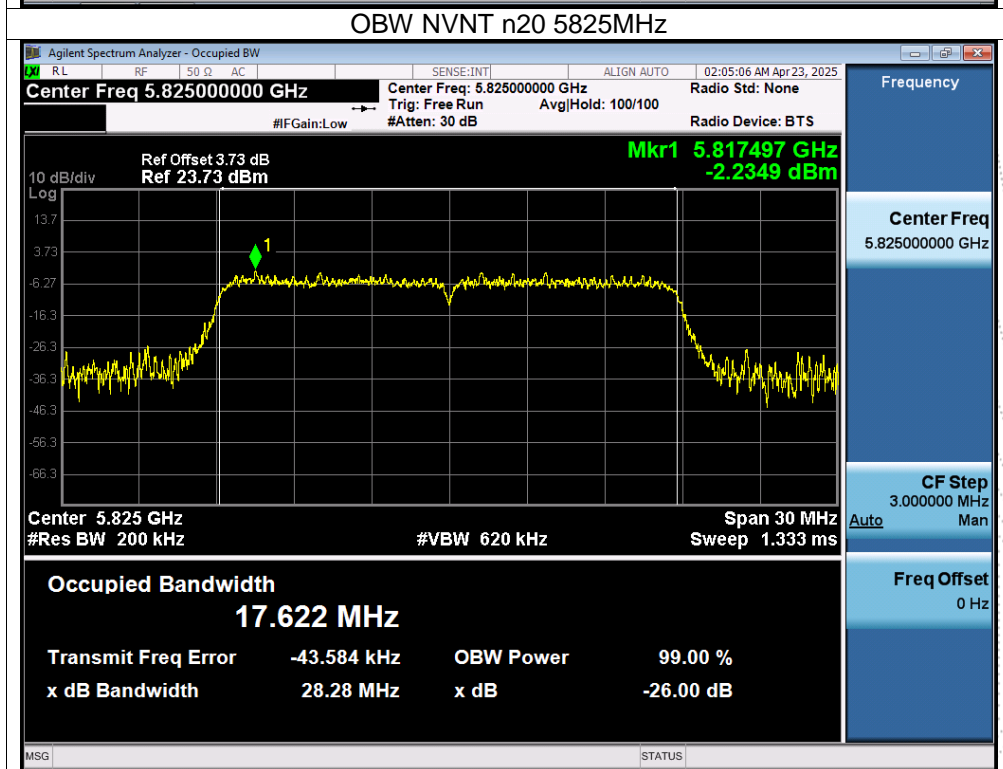 OBW NVNT n20 5825MHz
Agilent Spectrum Analyzer - Occupied BW
LXI RL RF 50 Ω AC SENSE:INT ALIGN AUTO 02:05:06 AM Apr 23, 2025
Center Freq 5.825000000 GHz
Center Freq: 5.825000000 GHz Radio Std: None
Trig: Free Run Avg|Hold: 100/100
#IFGain:Low #Atten: 30 dB Radio Device: BTS
Frequency
Mkr1 5.817497 GHz
-2.2349 dBm
Ref Offset 3.73 dB
10 dB/div Ref 23.73 dBm
Log
13.7
3.73
-6.27
-16.3
-26.3
-36.3
-46.3
-56.3
-66.3
1
Center 5.825 GHz Span 30 MHz
#Res BW 200 kHz #VBW 620 kHz Sweep 1.333 ms
Center Freq
5.825000000 GHz
CF Step
3.000000 MHz
Auto Man
Freq Offset
0 Hz
Occupied Bandwidth
17.622 MHz
Transmit Freq Error -43.584 kHz OBW Power 99.00 %
x dB Bandwidth 28.28 MHz x dB -26.00 dB
MSG STATUS